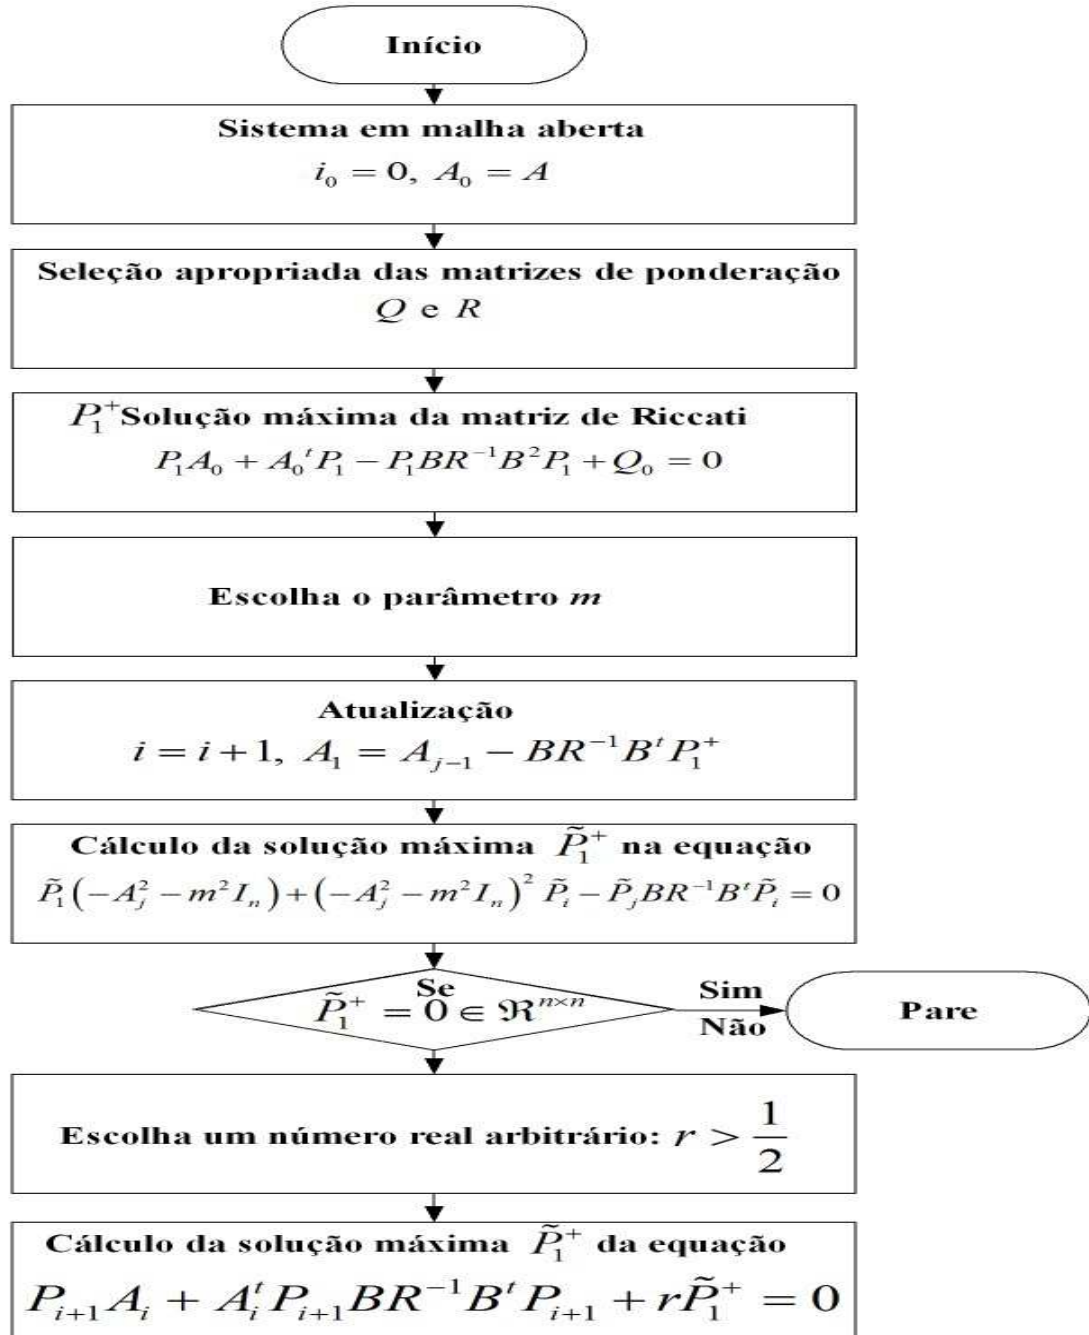 Início
Sistema em malha aberta
i₀ = 0, A₀ = A
Seleção apropriada das matrizes de ponderação
Q e R
P₁⁺Solução máxima da matriz de Riccati
P₁A₀ + A₀ᵗP₁ − P₁BR⁻¹B²P₁ + Q₀ = 0
Escolha o parâmetro m
Atualização
i = i + 1, A₁ = Aⱼ₋₁ − BR⁻¹BᵗP₁⁺
Cálculo da solução máxima P̃₁⁺ na equação
P̃₁(−Aⱼ² − m²Iₙ) + (−Aⱼ² − m²Iₙ)² P̃ᵢ − P̃ⱼBR⁻¹BᵗP̃ᵢ = 0
Se
P̃₁⁺ = 0 ∈ ℜⁿˣⁿ
Sim
Não
Pare
Escolha um número real arbitrário: r > 1/2
Cálculo da solução máxima P̃₁⁺ da equação
Pᵢ₊₁Aᵢ + AᵢᵗPᵢ₊₁BR⁻¹BᵗPᵢ₊₁ + rP̃₁⁺ = 0